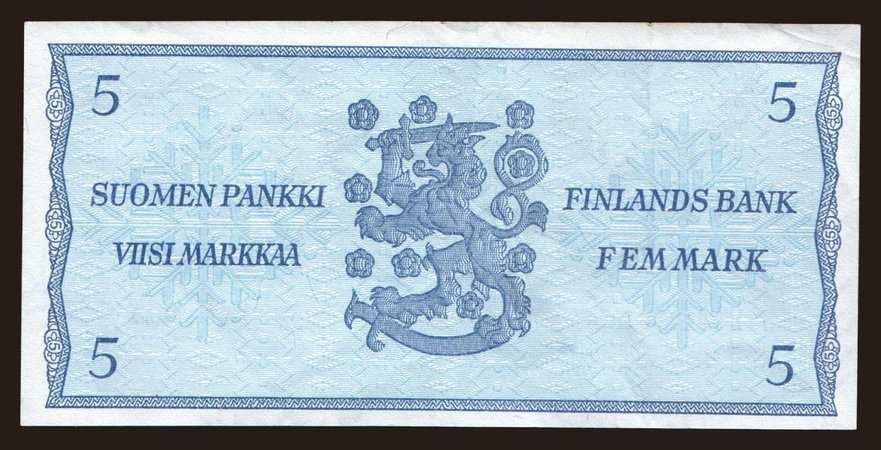 5
5
SUOMEN PANKKI
FINLANDS BANK
VIISI MARKKAA
FEM MARK
5
5